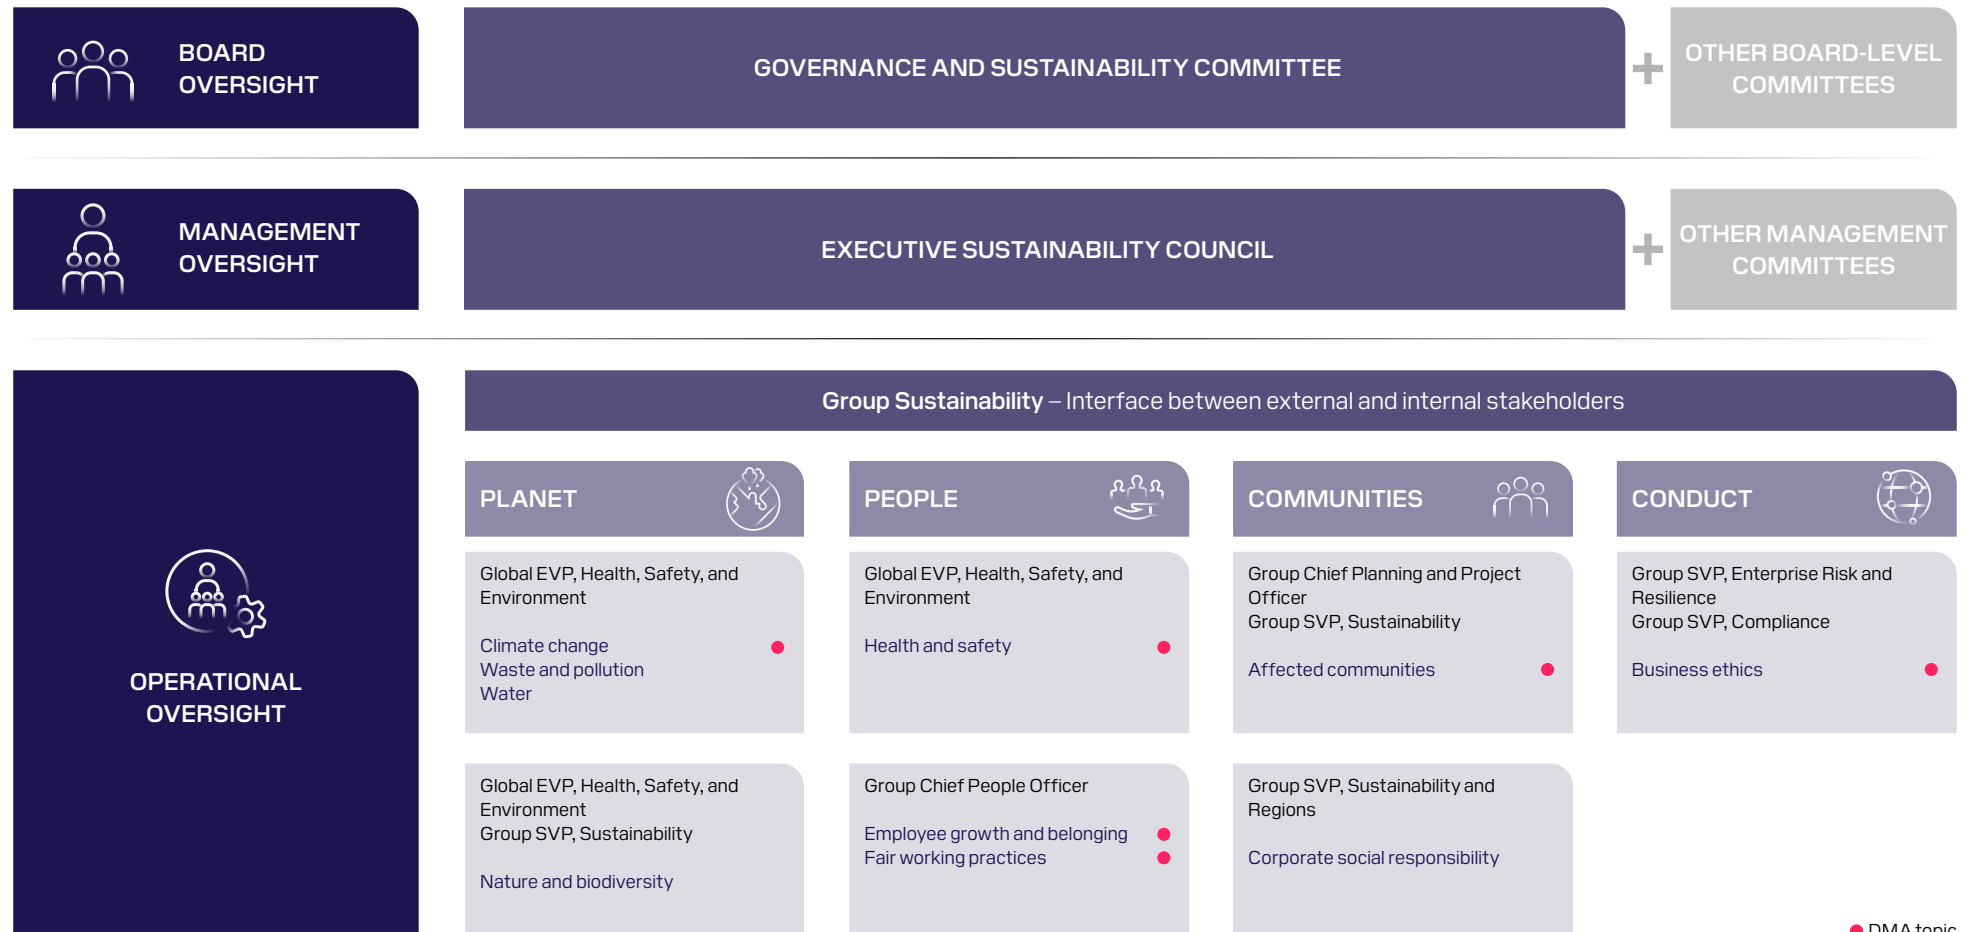 BOARD
OVERSIGHT
GOVERNANCE AND SUSTAINABILITY COMMITTEE
OTHER BOARD-LEVEL
COMMITTEES
MANAGEMENT
OVERSIGHT
EXECUTIVE SUSTAINABILITY COUNCIL
OTHER MANAGEMENT
COMMITTEES
OPERATIONAL
OVERSIGHT
Group Sustainability – Interface between external and internal stakeholders
PLANET
Global EVP, Health, Safety, and
Environment
Climate change
Waste and pollution
Water
Global EVP, Health, Safety, and
Environment
Group SVP, Sustainability
Nature and biodiversity
PEOPLE
Global EVP, Health, Safety, and
Environment
Health and safety
Group Chief People Officer
Employee growth and belonging
Fair working practices
COMMUNITIES
Group Chief Planning and Project
Officer
Group SVP, Sustainability
Affected communities
Group SVP, Sustainability and
Regions
Corporate social responsibility
CONDUCT
Group SVP, Enterprise Risk and
Resilience
Group SVP, Compliance
Business ethics
DMA topic